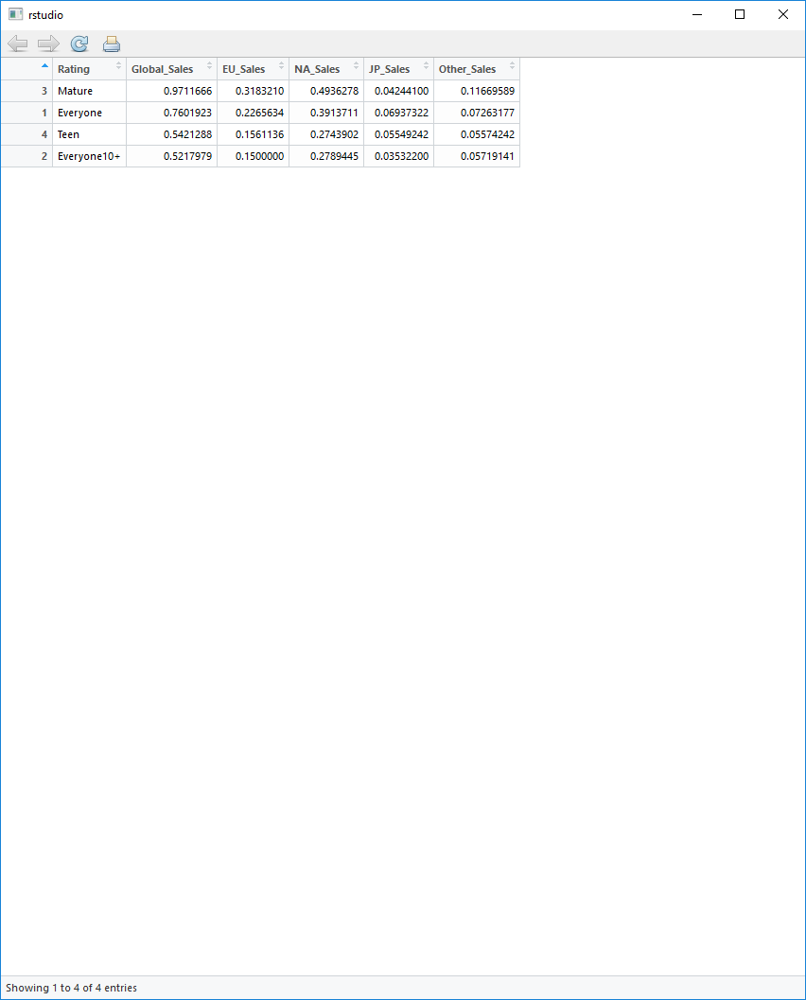 rstudio
Rating Global_Sales EU_Sales NA_Sales JP_Sales Other_Sales
3 Mature 0.9711666 0.3183210 0.4936278 0.04244100 0.11669589
1 Everyone 0.7601923 0.2265634 0.3913711 0.06937322 0.07263177
4 Teen 0.5421288 0.1561136 0.2743902 0.05549242 0.05574242
2 Everyone10+ 0.5217979 0.1500000 0.2789445 0.03532200 0.05719141
Showing 1 to 4 of 4 entries